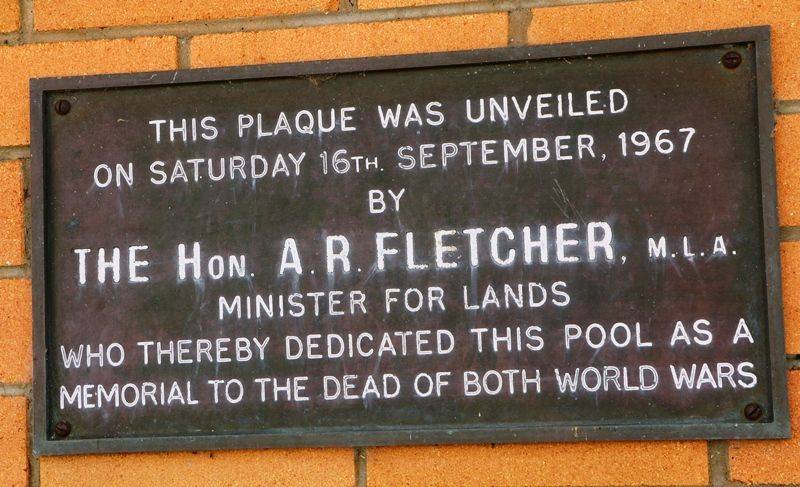 THIS PLAQUE WAS UNVEILED
ON SATURDAY 16TH. SEPTEMBER, 1967
BY
THE HON. A.R. FLETCHER, M.L.A.
MINISTER FOR LANDS
WHO THEREBY DEDICATED THIS POOL AS A
MEMORIAL TO THE DEAD OF BOTH WORLD WARS